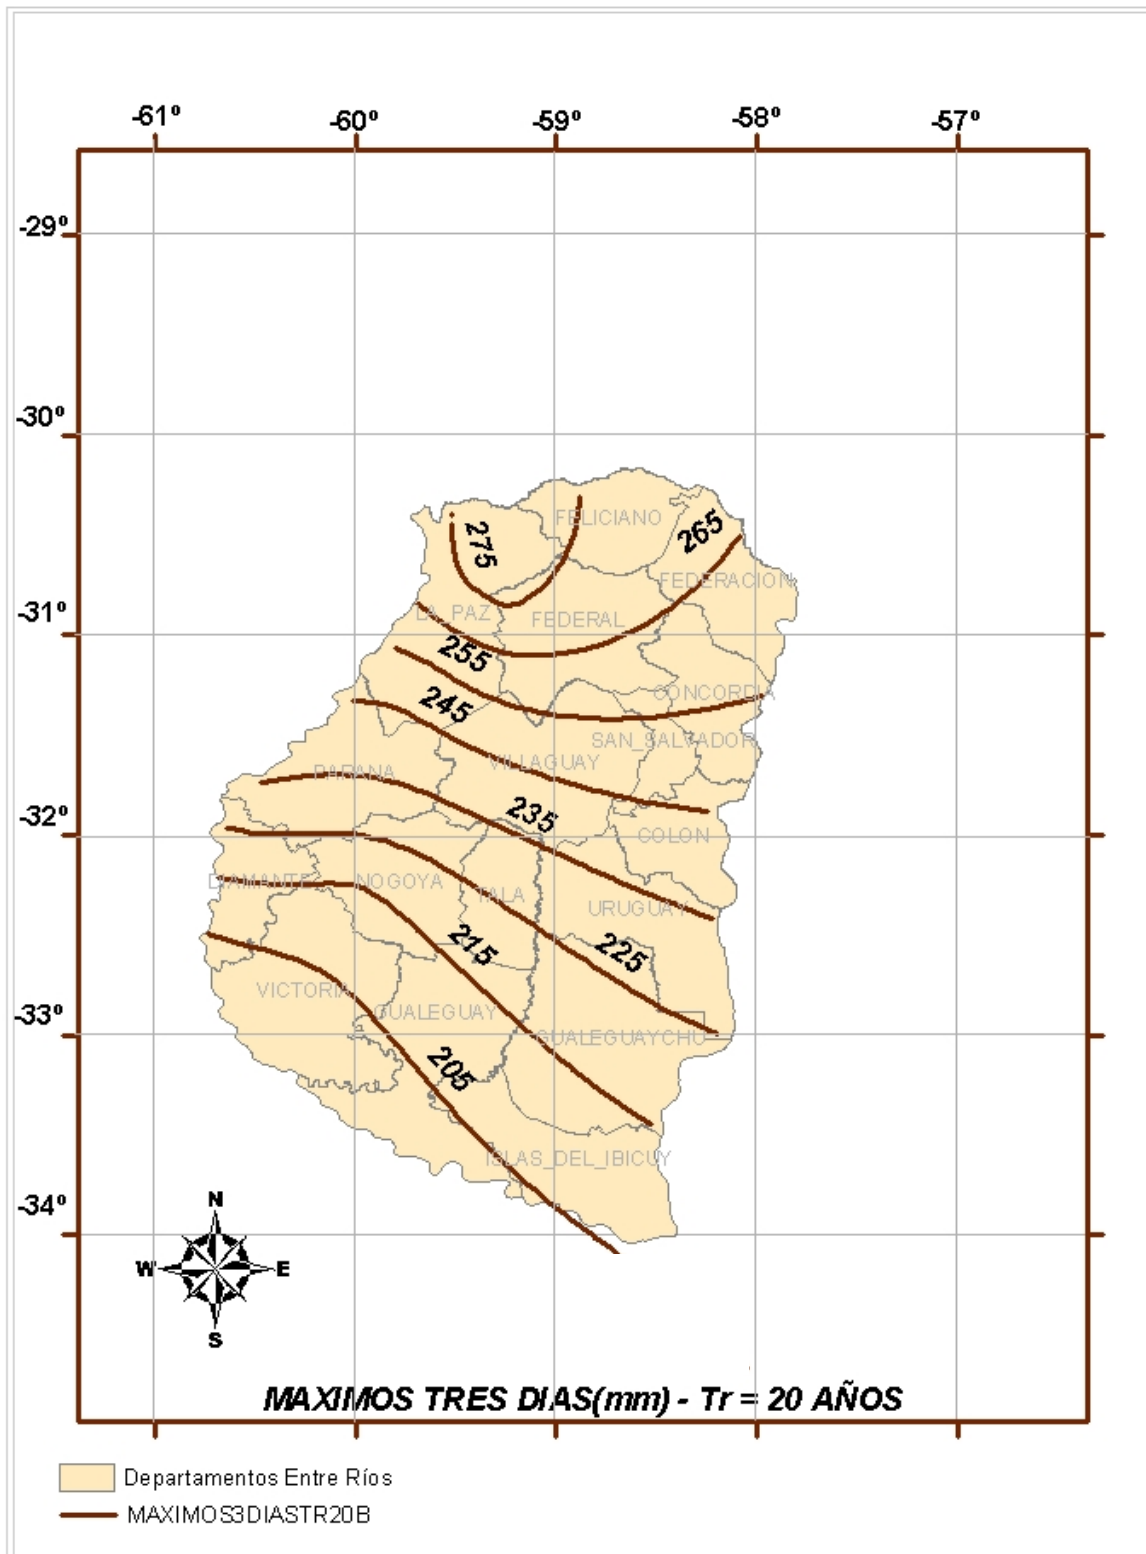 -61º -60º -59º -58º -57º
-29º
-30º
FELICIANO
265
275
FEDERACION
-31º
LA_PAZ
FEDERAL
255
CONCORDIA
245
SAN_SALVADOR
VILLAGUAY
PARANA
-32º
235
COLON
DIAMANTE
NOGOYA
TALA
URUGUAY
215
225
VICTORIA
-33º
GUALEGUAY
GUALEGUAYCHU
205
ISLAS_DEL_IBICUY
-34º
N
W E
S
MAXIMOS TRES DIAS(mm) - Tr = 20 AÑOS
Departamentos Entre Ríos
MAXIMOS3DIASTR20B